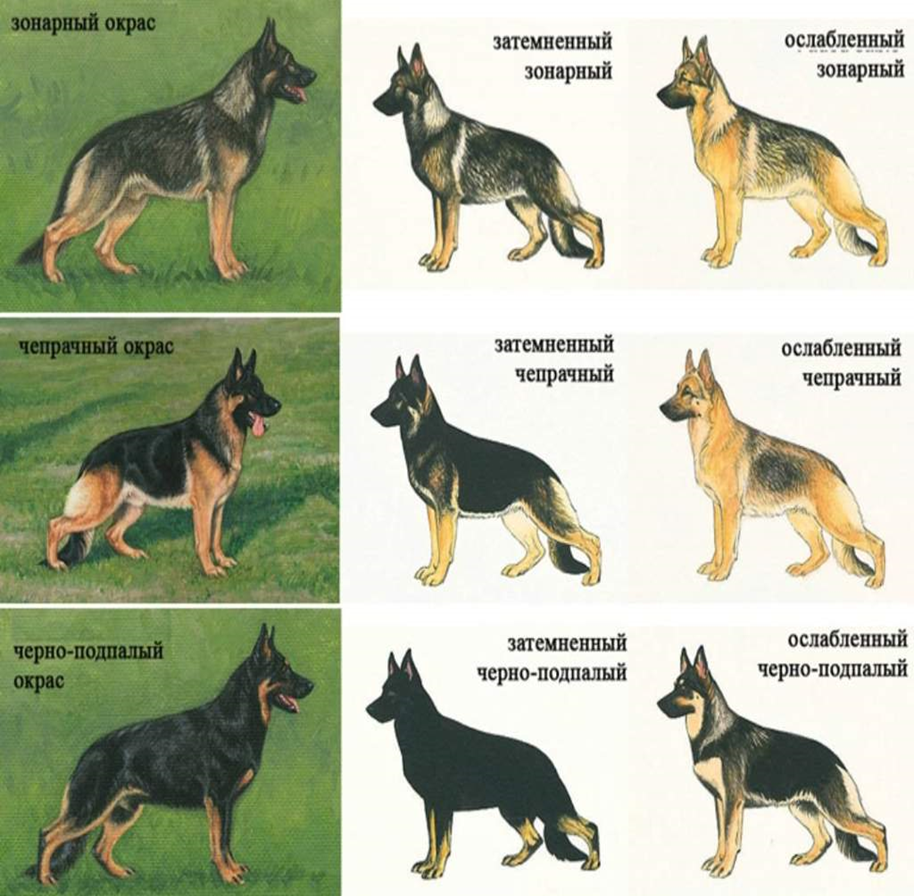 зонарный окрас
затемненный
зонарный
ослабленный
зонарный
чепрачный окрас
затемненный
чепрачный
ослабленный
чепрачный
черно-подпалый
окрас
затемненный
черно-подпалый
ослабленный
черно-подпалый